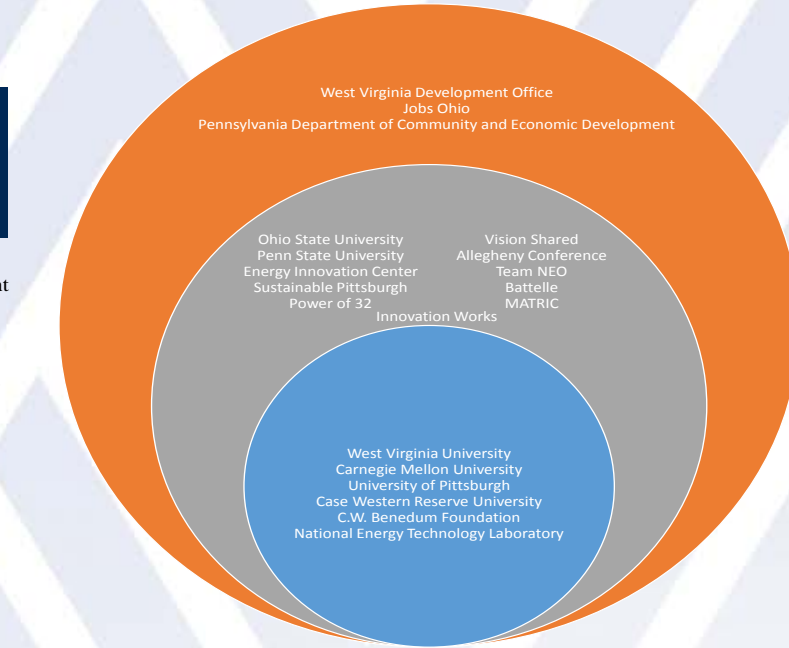 West Virginia Development Office
Jobs Ohio
Pennsylvania Department of Community and Economic Development
Ohio State University
Penn State University
Energy Innovation Center
Sustainable Pittsburgh
Power of 32
Vision Shared
Allegheny Conference
Team NEO
Battelle
MATRIC
Innovation Works
West Virginia University
Carnegie Mellon University
University of Pittsburgh
Case Western Reserve University
C.W. Benedum Foundation
National Energy Technology Laboratory